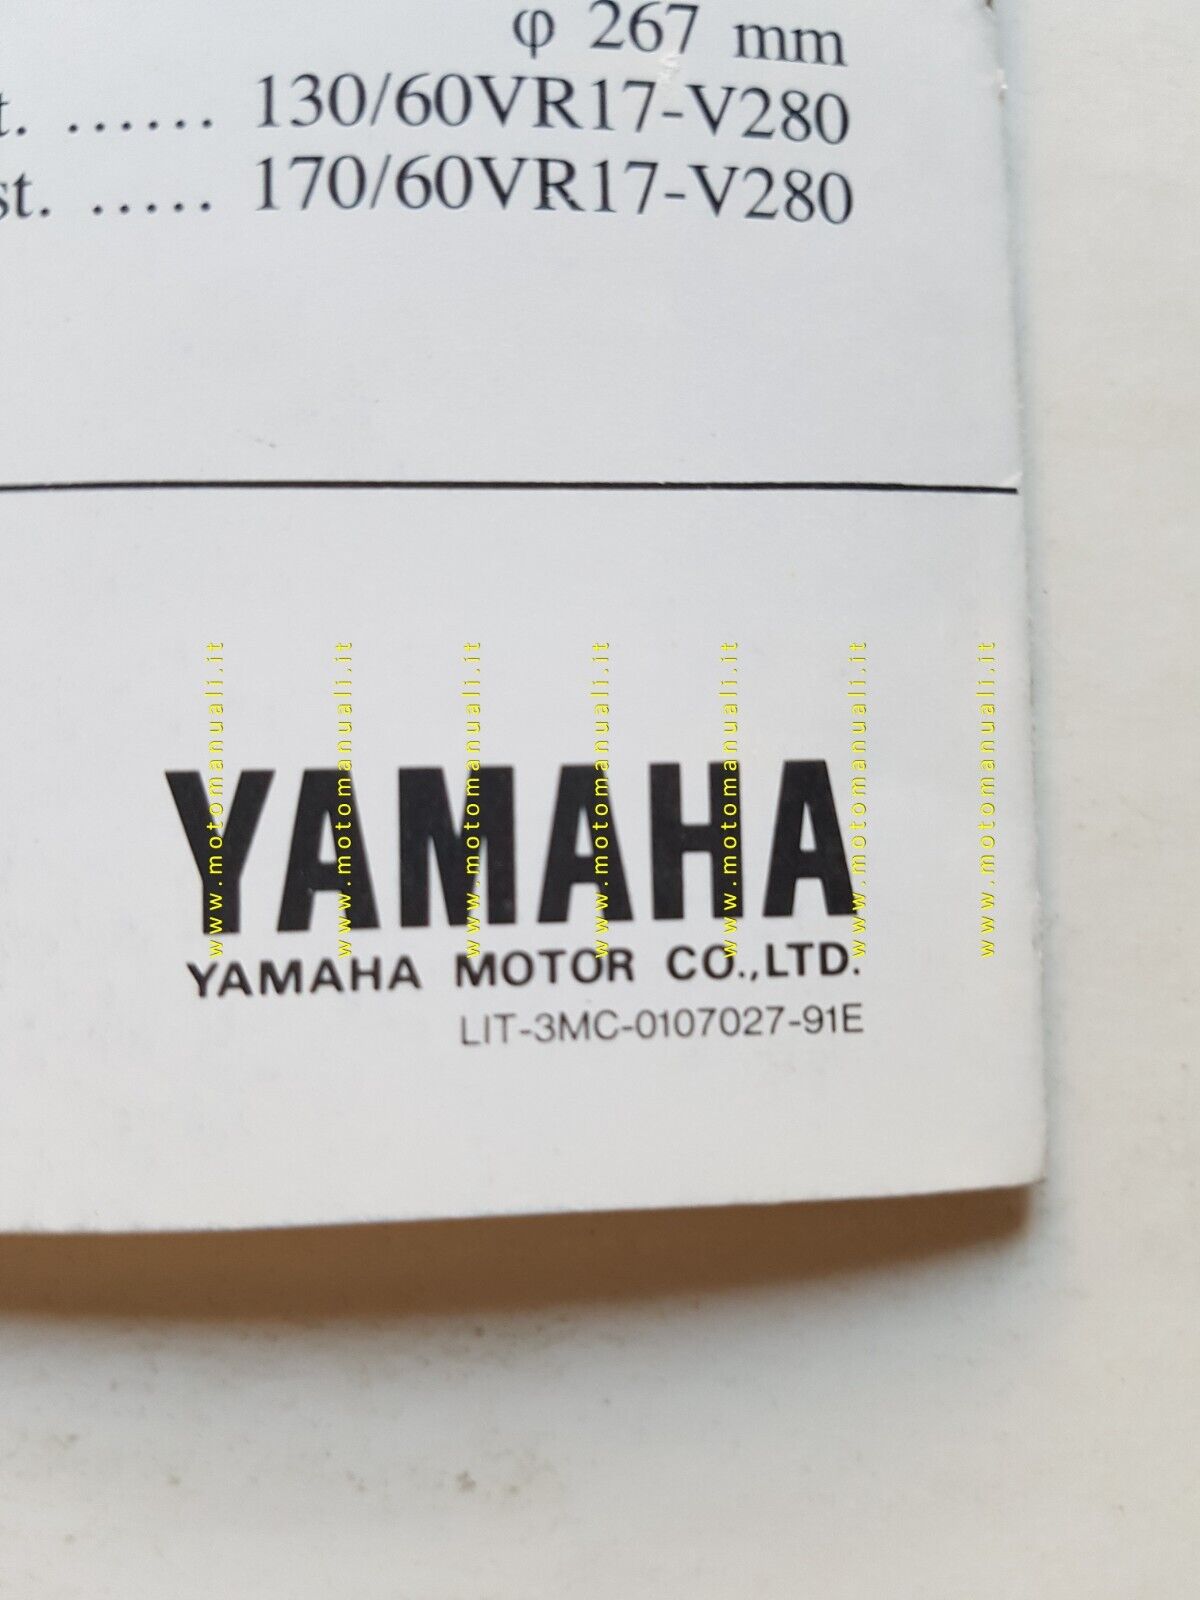 φ 267 mm
t. ...... 130/60VR17-V280
st. ..... 170/60VR17-V280
www.motomanuali.it www.motomanuali.it www.motomanuali.it www.motomanuali.it www.motomanuali.it www.motomanuali.it www.motomanuali.it
YAMAHA
YAMAHA MOTOR CO.,LTD.
LIT-3MC-0107027-91E